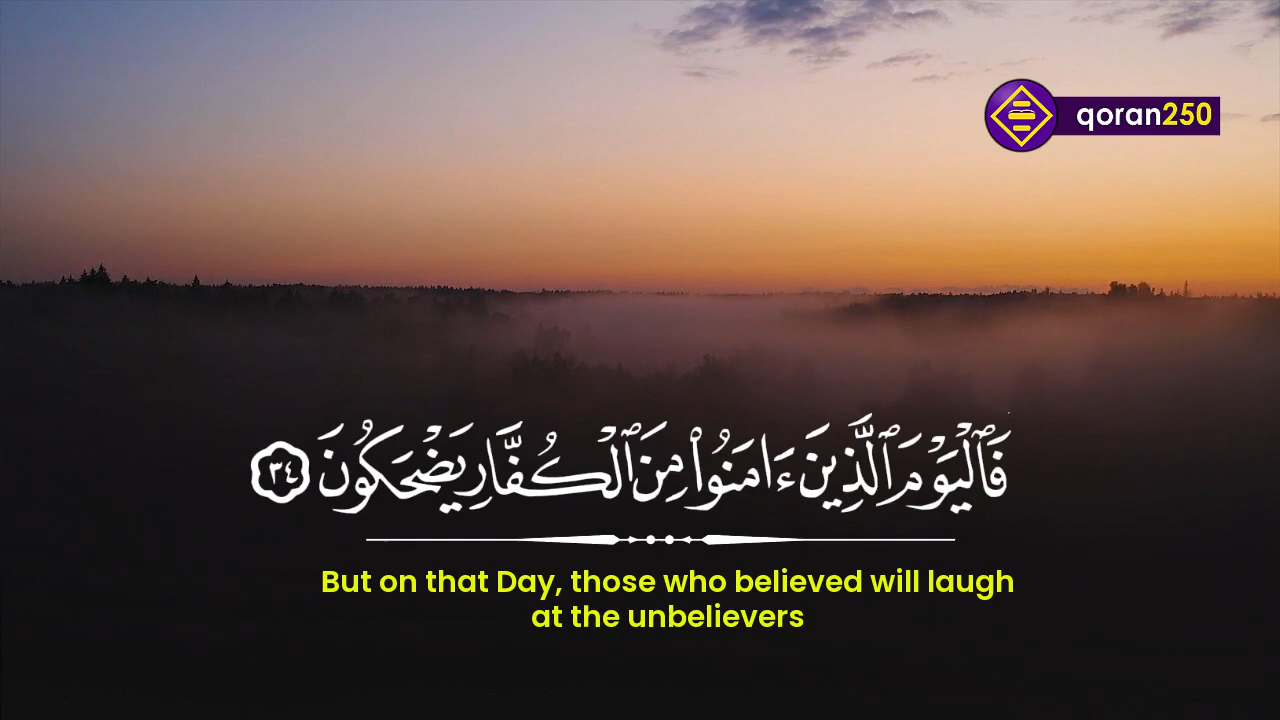 qoran250
فَٱلْيَوْمَ ٱلَّذِينَ ءَامَنُوا۟ مِنَ ٱلْكُفَّارِ يَضْحَكُونَ ٣٤
But on that Day, those who believed will laugh
at the unbelievers